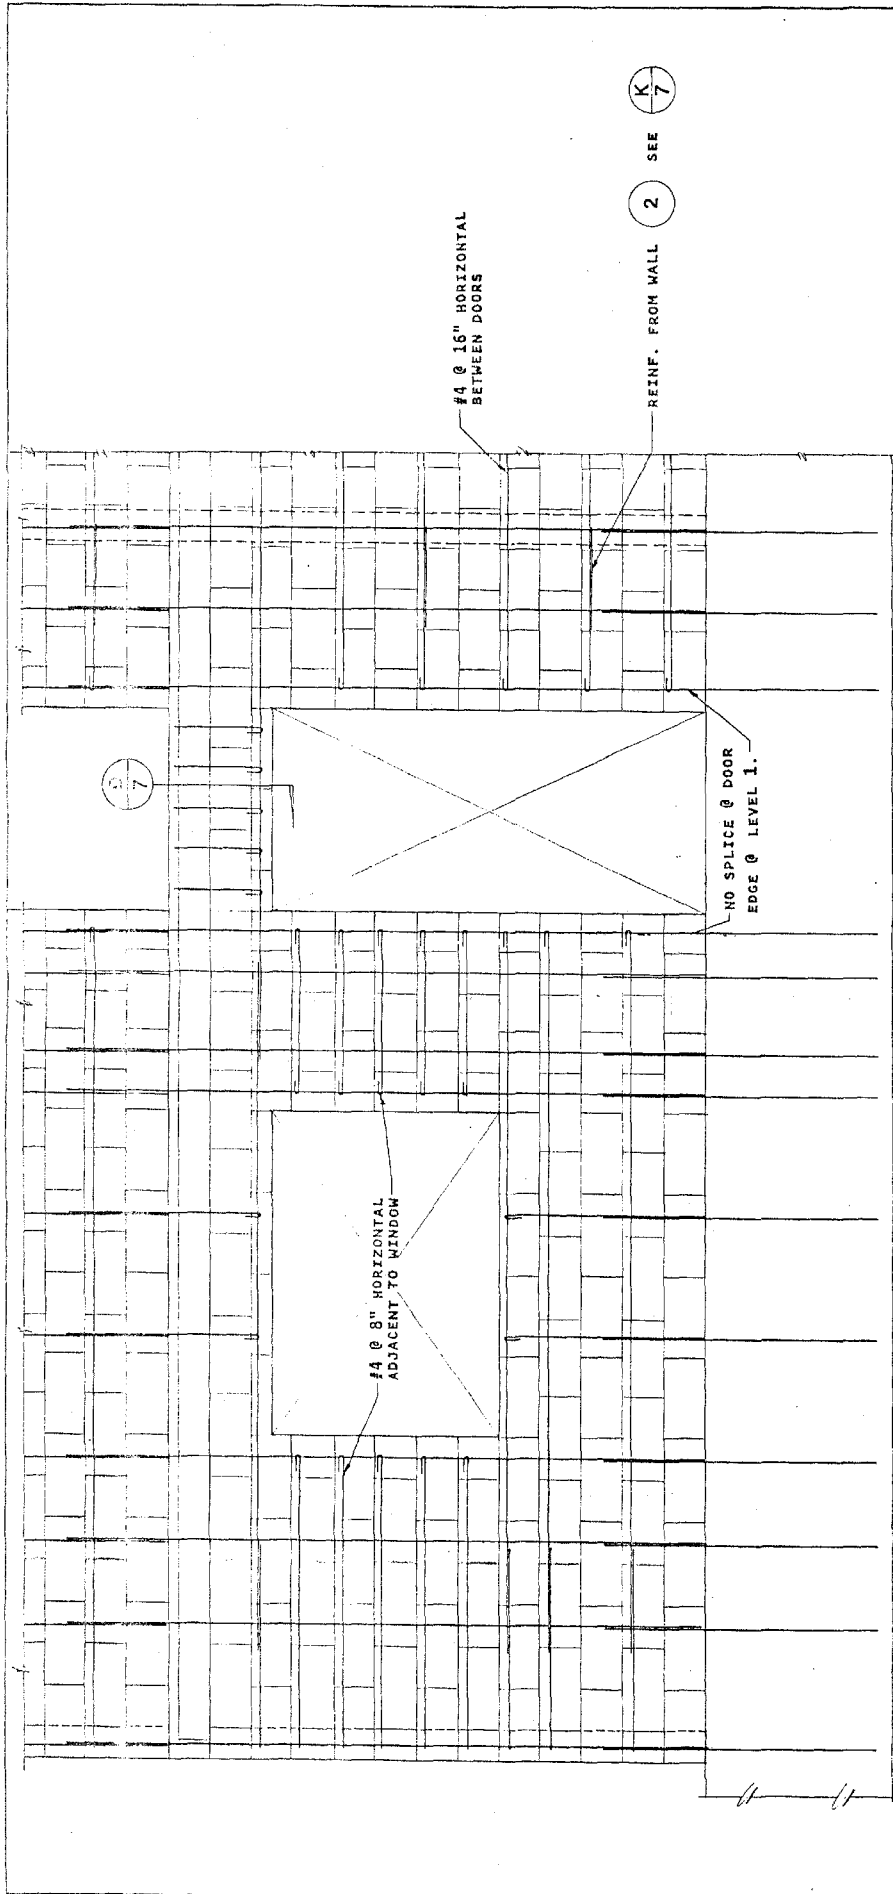 #4 @ 16" HORIZONTAL
BETWEEN DOORS
REINF. FROM WALL 2 SEE K
7
7
NO SPLICE @ DOOR
EDGE @ LEVEL 1.
#4 @ 8" HORIZONTAL
ADJACENT TO WINDOW